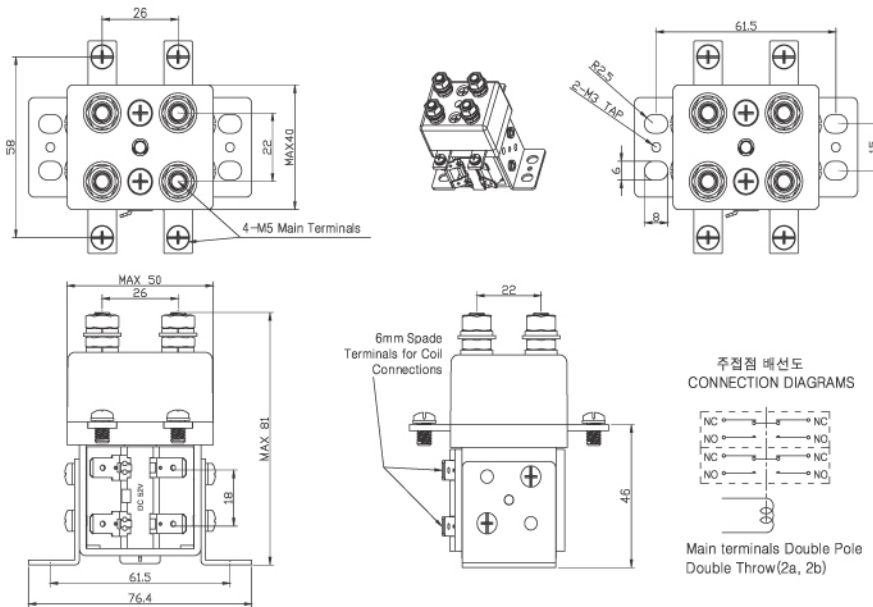 26
58
22
MAX40
4-M5 Main Terminals
61.5
R2.5
2-M3 TAP
6
8
15
MAX 50
26
MAX 81
DC 52V
18
61.5
76.4
22
6mm Spade
Terminals for Coil
Connections
46
주접점 배선도
CONNECTION DIAGRAMS
NC NC
NO NO
NC NC
NO NO
Main terminals Double Pole
Double Throw(2a, 2b)